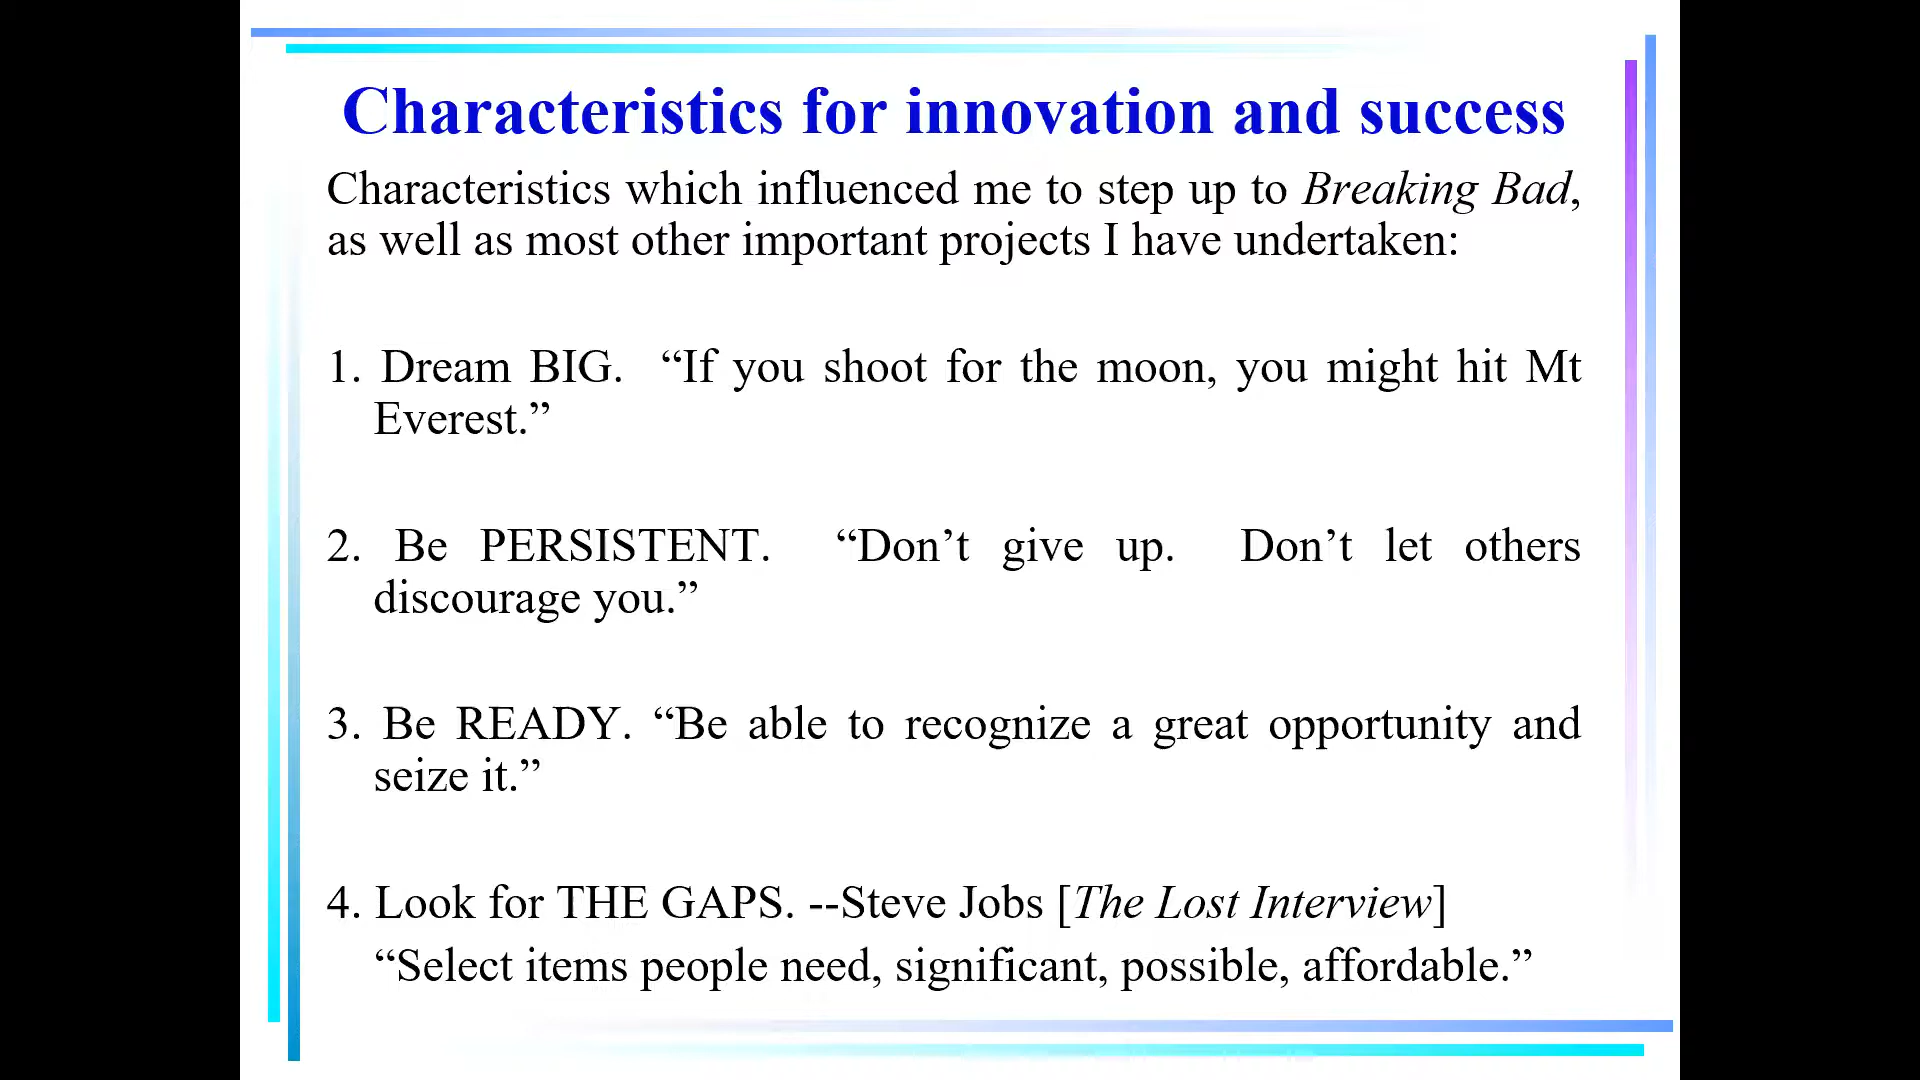 Characteristics for innovation and success
Characteristics which influenced me to step up to Breaking Bad,
as well as most other important projects I have undertaken:
1. Dream BIG.  “If you shoot for the moon, you might hit Mt
Everest.”
2. Be PERSISTENT.  “Don’t give up.  Don’t let others
discourage you.”
3. Be READY. “Be able to recognize a great opportunity and
seize it.”
4. Look for THE GAPS. --Steve Jobs [The Lost Interview]
“Select items people need, significant, possible, affordable.”